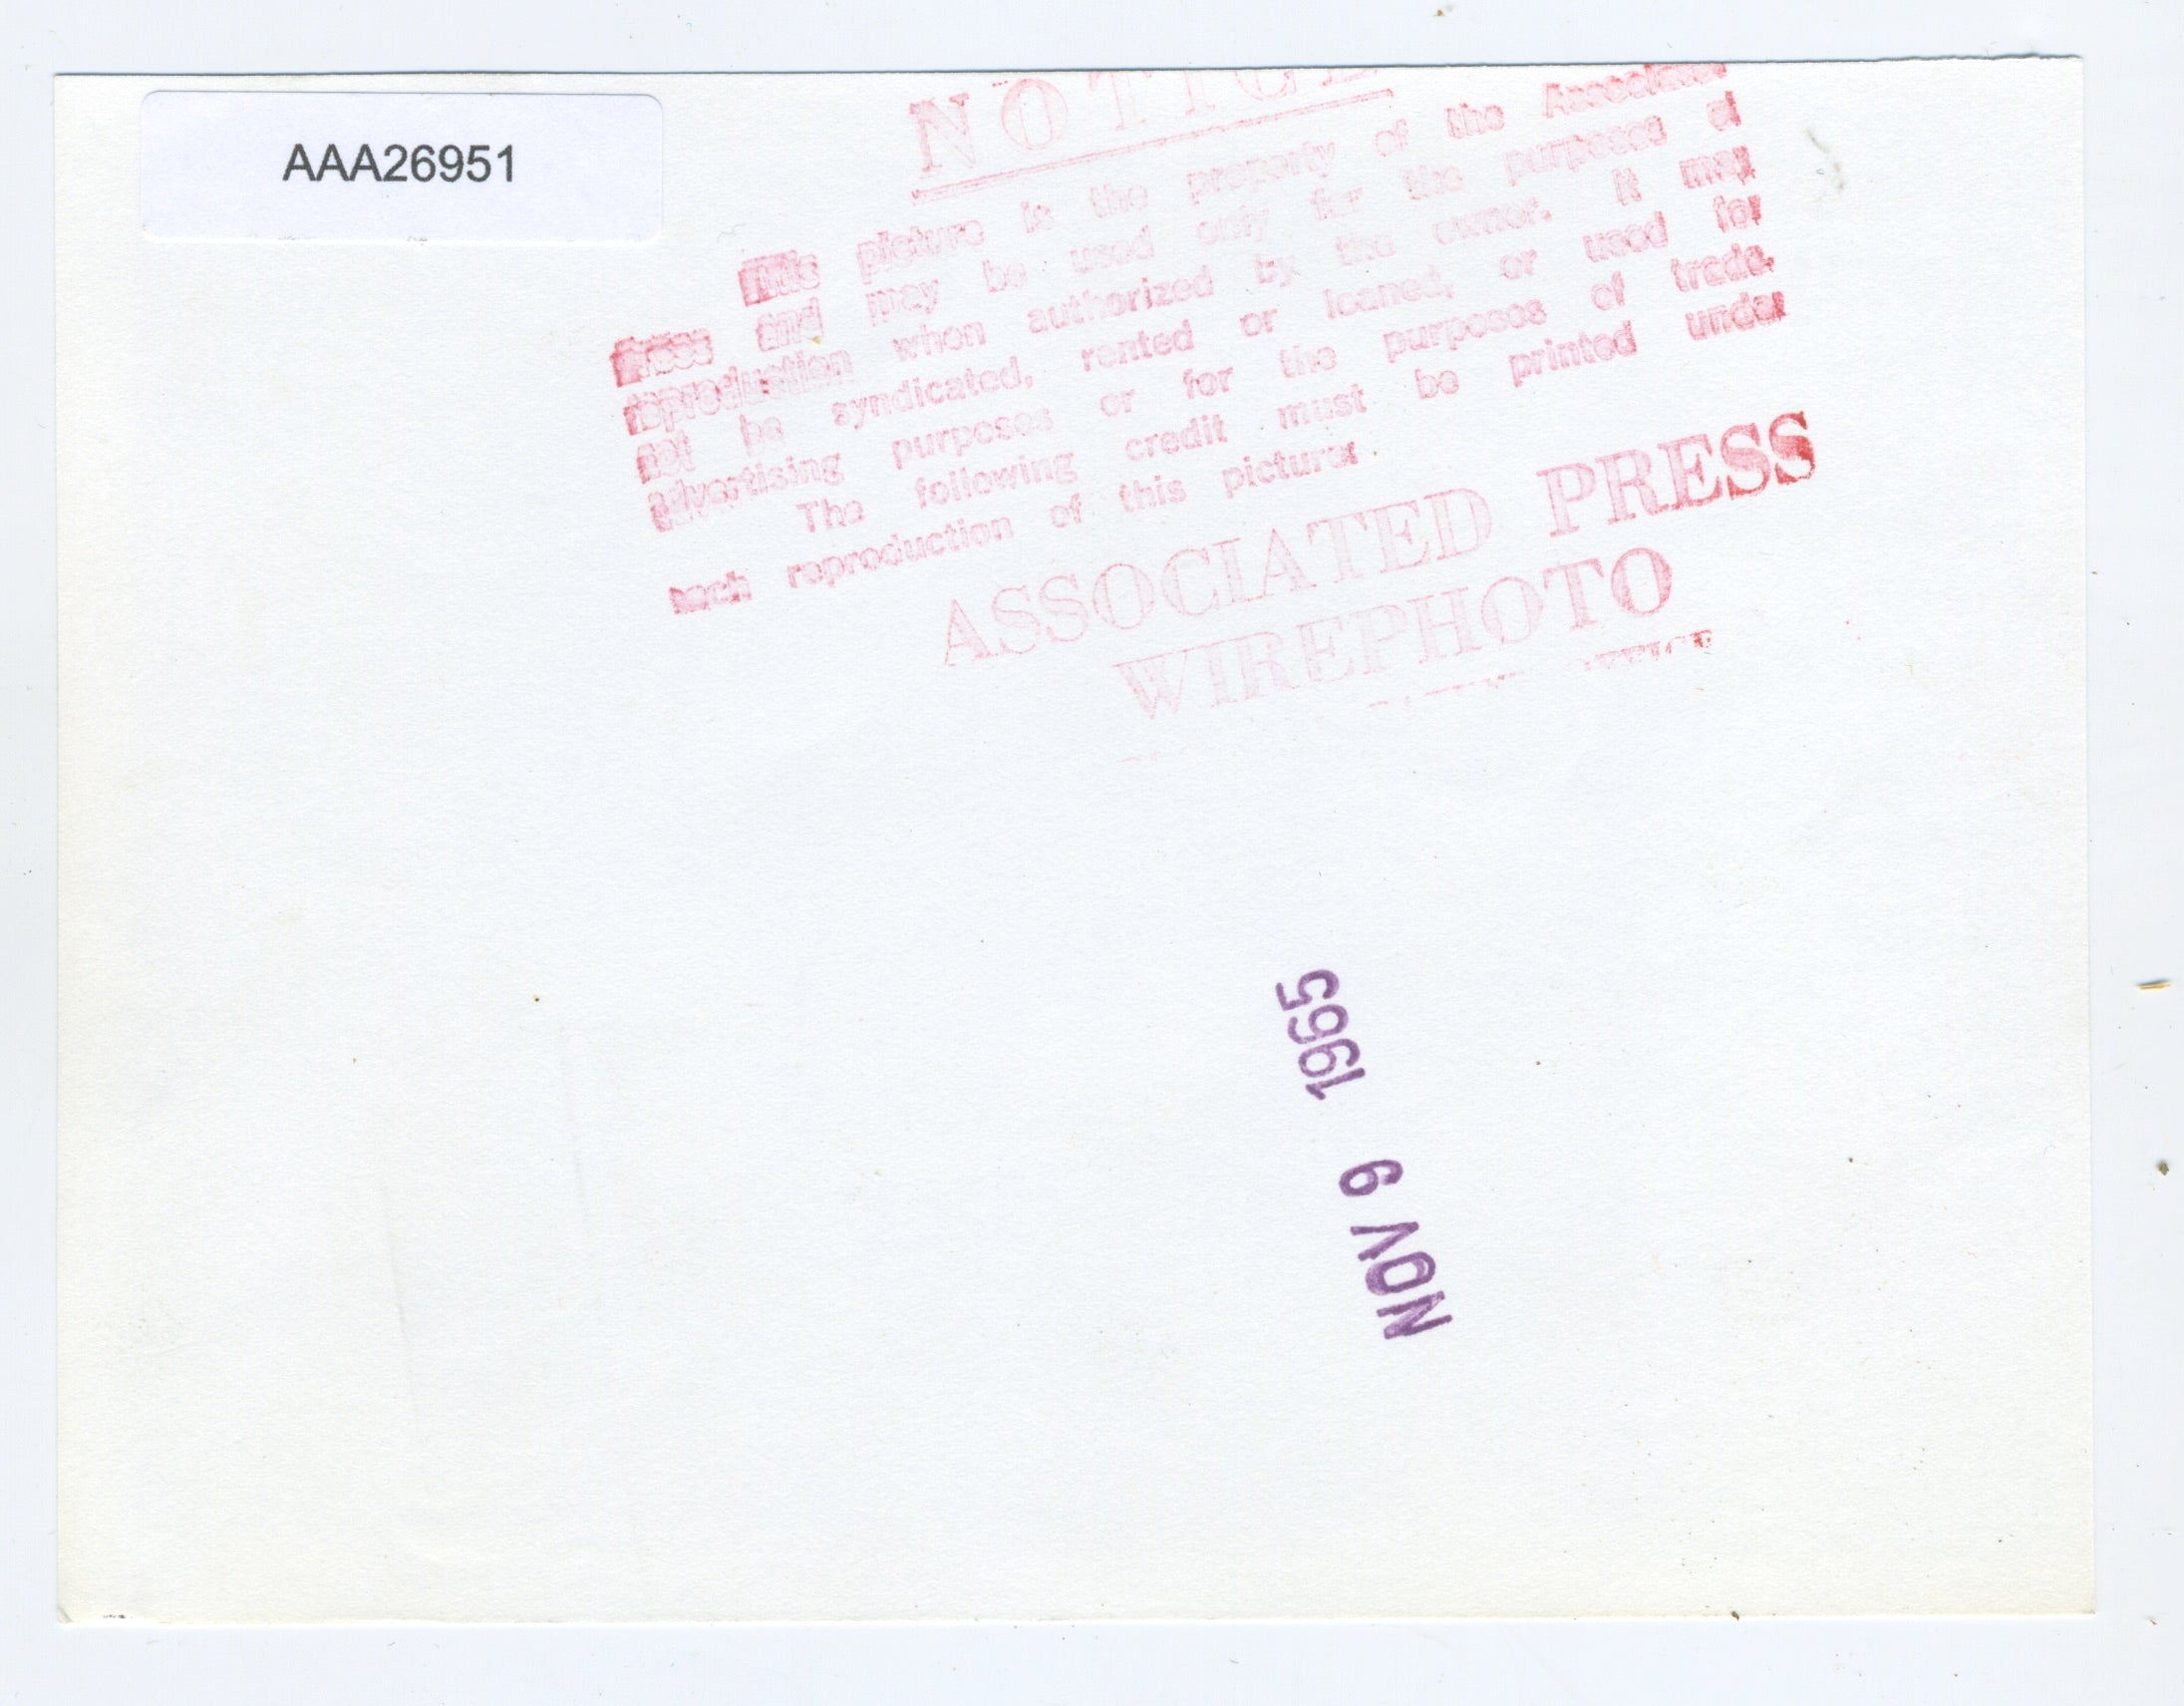 AAA26951
NOTICE
This picture is the property of the Associated
Press and may be used only for the purposes of
reproduction when authorized by the owner. It may
not be syndicated, rented or loaned, or used for
advertising purposes or for the purposes of trade.
The following credit must be printed under
each reproduction of this picture:
ASSOCIATED PRESS
WIREPHOTO
NOV 9 1965